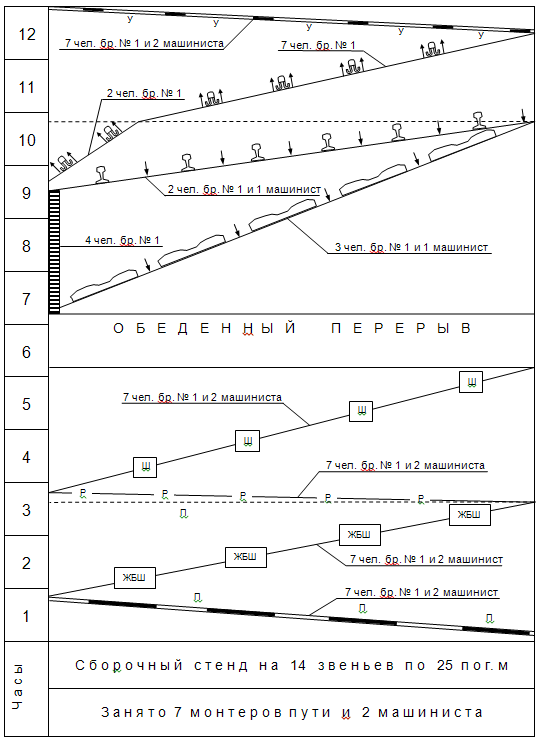 12
У У У У У
7 чел. бр. № 1 и 2 машиниста
7 чел. бр. № 1
11
2 чел. бр. № 1
10
9
2 чел. бр. № 1 и 1 машинист
8
4 чел. бр. № 1
3 чел. бр. № 1 и 1 машинист
7
ОБЕДЕННЫЙ ПЕРЕРЫВ
6
Ш
5
7 чел. бр. № 1 и 2 машиниста
Ш
Ш
4
Ш
7 чел. бр. № 1 и 2 машиниста
Р Р Р Р Р
3
П
ЖБШ
ЖБШ
2
ЖБШ
7 чел. бр. № 1 и 2 машинист
ЖБШ
7 чел. бр. № 1 и 2 машиниста
П
П
1
П
Часы
Сборочный стенд на 14 звеньев по 25 пог.м
Занято 7 монтеров пути и 2 машиниста